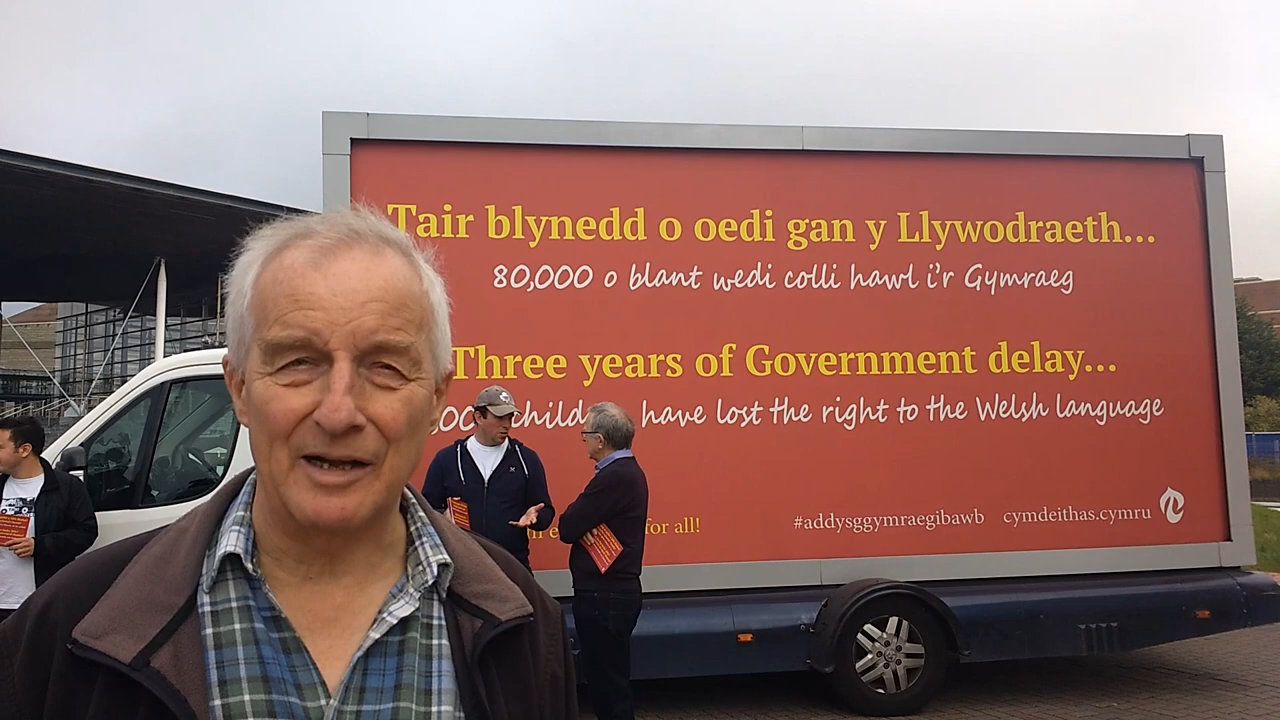 Tair blynedd o oedi gan y Llywodraeth...
80,000 o blant wedi colli hawl i'r Gymraeg
Three years of Government delay...
have lost the right to the Welsh language
for all!
#addysggymraegibawb cymdeithas.cymru